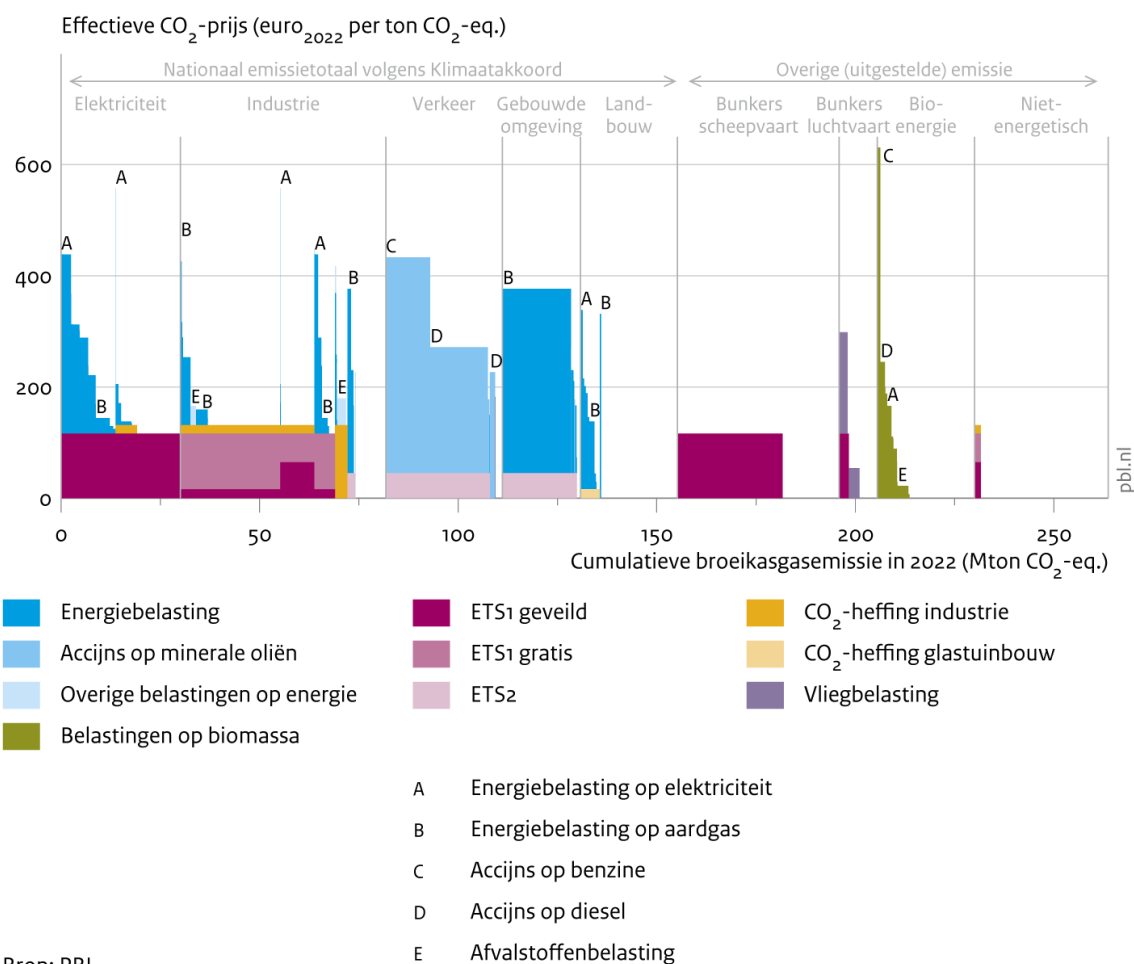 Effectieve CO2-prijs (euro2022 per ton CO2-eq.)
Nationaal emissietotaal volgens Klimaatakkoord
Overige (uitgestelde) emissie
Elektriciteit
Industrie
Verkeer
Gebouwde
omgeving
Land-
bouw
Bunkers
scheepvaart
Bunkers
luchtvaart
Bio-
energie
Niet-
energetisch
600
400
200
0
A
B
A
B
E
B
A
A
B
E
B
C
D
D
B
A
B
B
C
D
A
E
0
50
100
150
200
250
Cumulatieve broeikasgasemissie in 2022 (Mton CO2-eq.)
pbl.nl
Energiebelasting
Accijns op minerale oliën
Overige belastingen op energie
Belastingen op biomassa
ETS1 geveild
ETS1 gratis
ETS2
CO2-heffing industrie
CO2-heffing glastuinbouw
Vliegbelasting
A Energiebelasting op elektriciteit
B Energiebelasting op aardgas
C Accijns op benzine
D Accijns op diesel
E Afvalstoffenbelasting
Bron: PBL